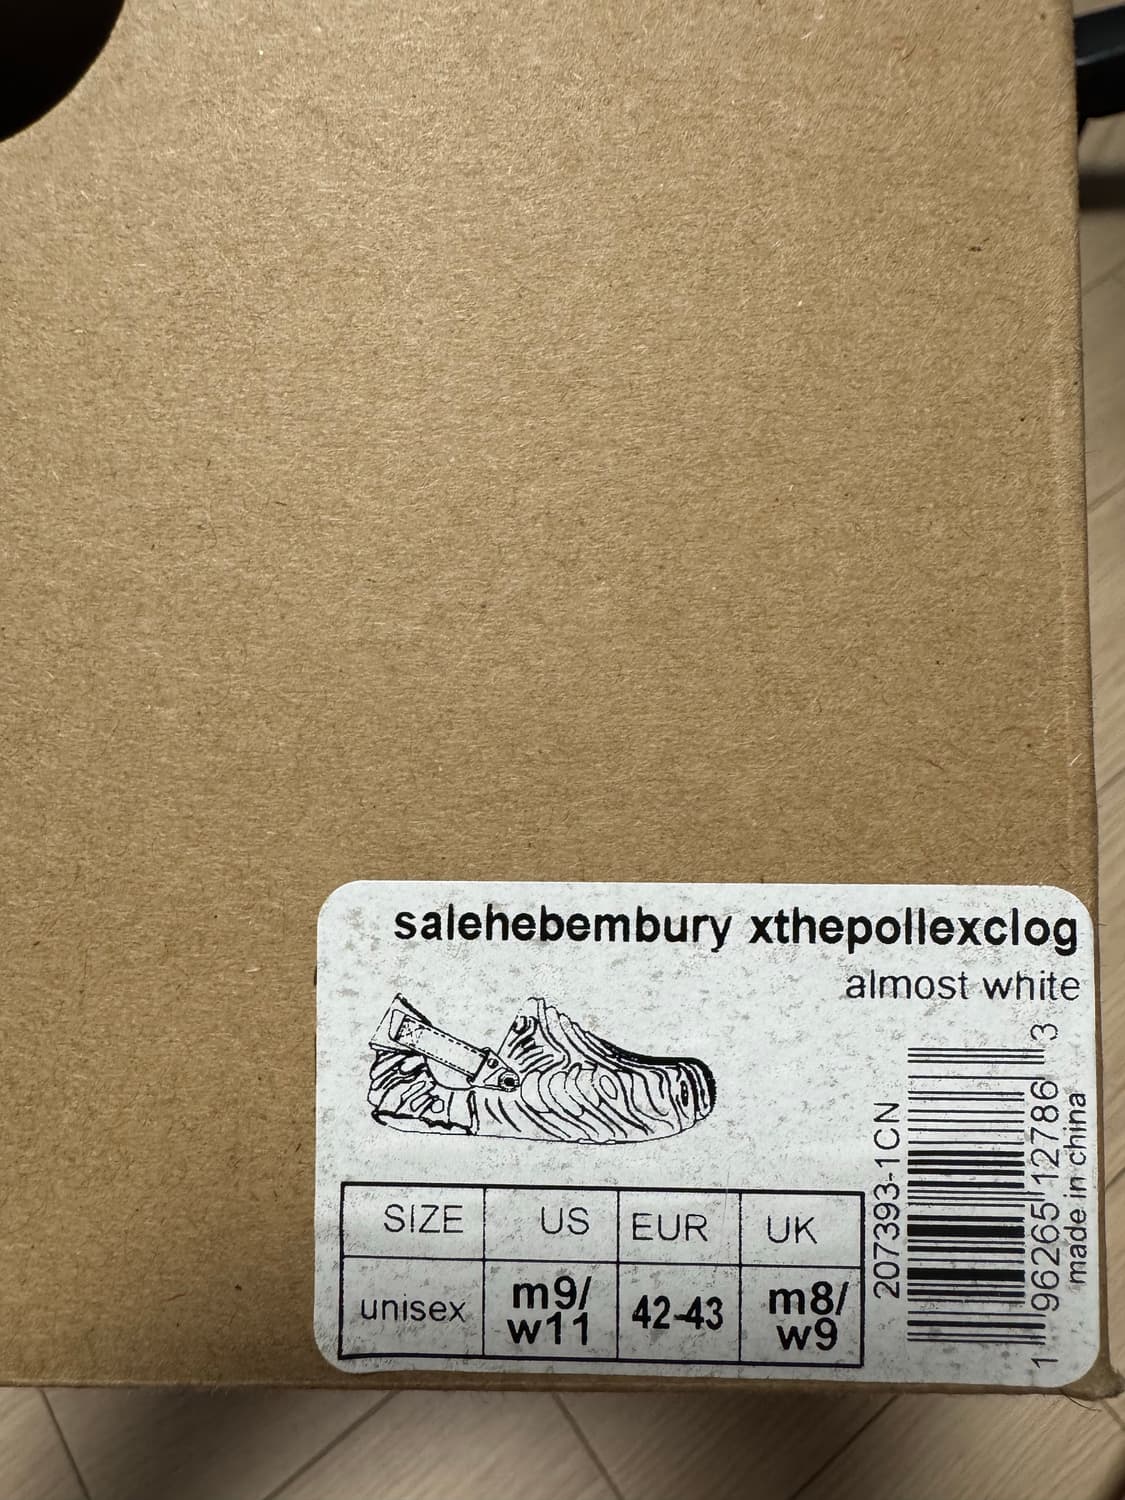 salehebembury xthepollexclog
almost white
SIZE US EUR UK
unisex m9/ w11 42-43 m8/ w9
207393-1CN
1 96265 12786 3
made in china